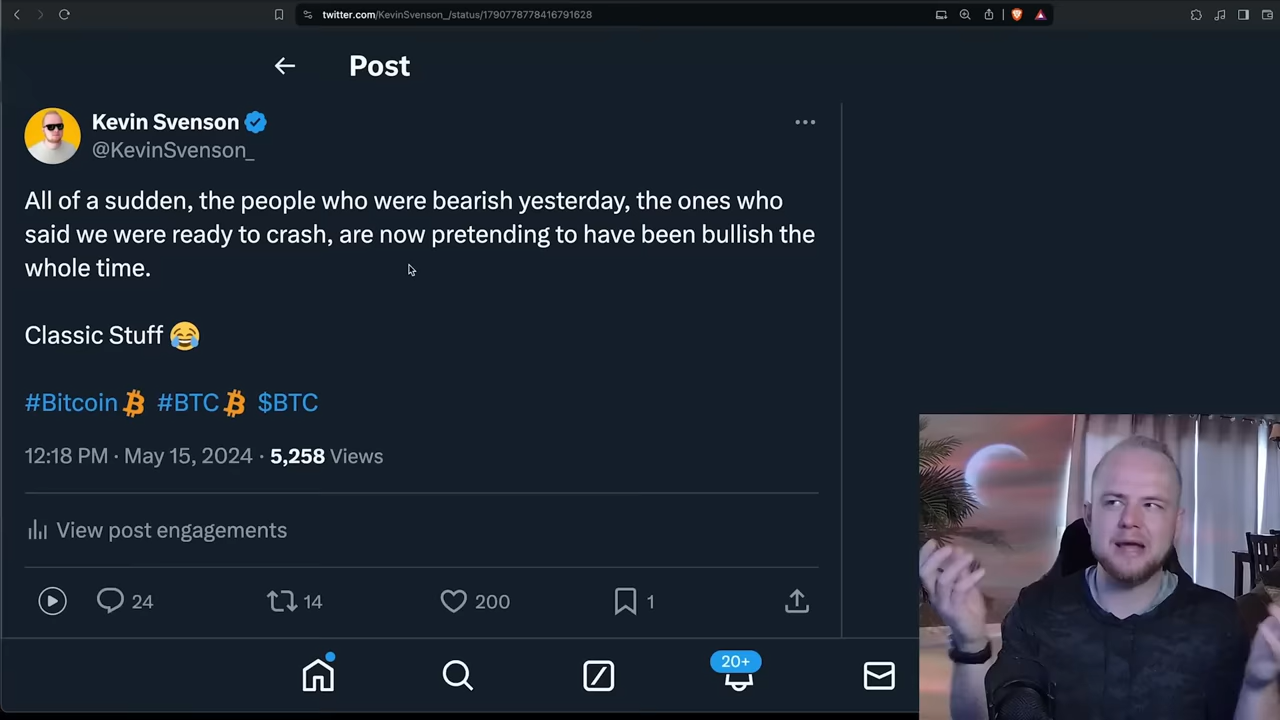 twitter.com/KevinSvenson_/status/1790778778416791628
Post
Kevin Svenson
@KevinSvenson_
All of a sudden, the people who were bearish yesterday, the ones who
said we were ready to crash, are now pretending to have been bullish the
whole time.
Classic Stuff 😂
#Bitcoin #BTC $BTC
12:18 PM · May 15, 2024 · 5,258 Views
View post engagements
24 14 200 1
20+